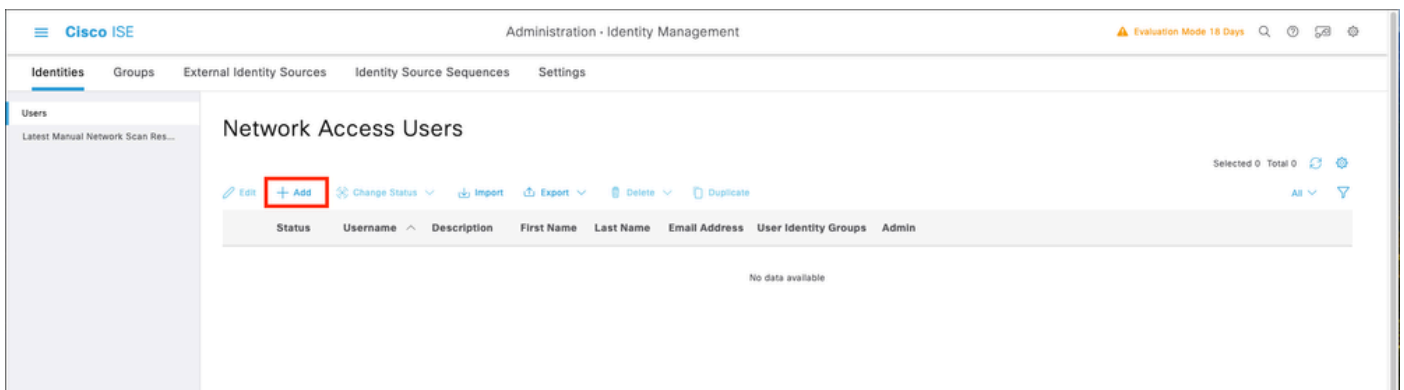 Cisco ISE
Administration · Identity Management
Evaluation Mode 18 Days
Identities Groups External Identity Sources Identity Source Sequences Settings
Users
Latest Manual Network Scan Res...
Network Access Users
Selected 0 Total 0
Edit Add Change Status Import Export Delete Duplicate All
Status Username Description First Name Last Name Email Address User Identity Groups Admin
No data available